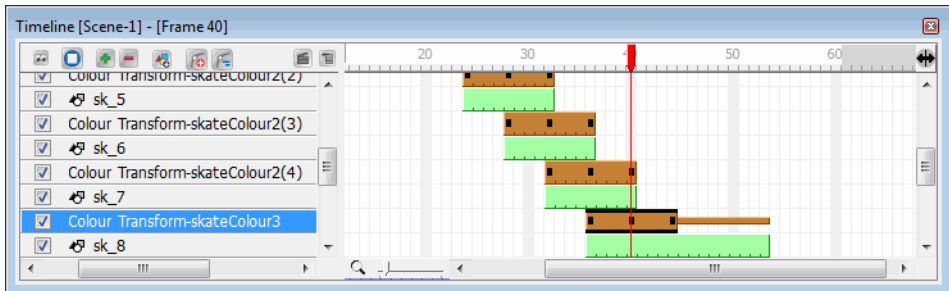 Timeline [Scene-1] - [Frame 40]
20 30 50 60
Colour Transform-skateColour2(2)
sk_5
Colour Transform-skateColour2(3)
sk_6
Colour Transform-skateColour2(4)
sk_7
Colour Transform-skateColour3
sk_8